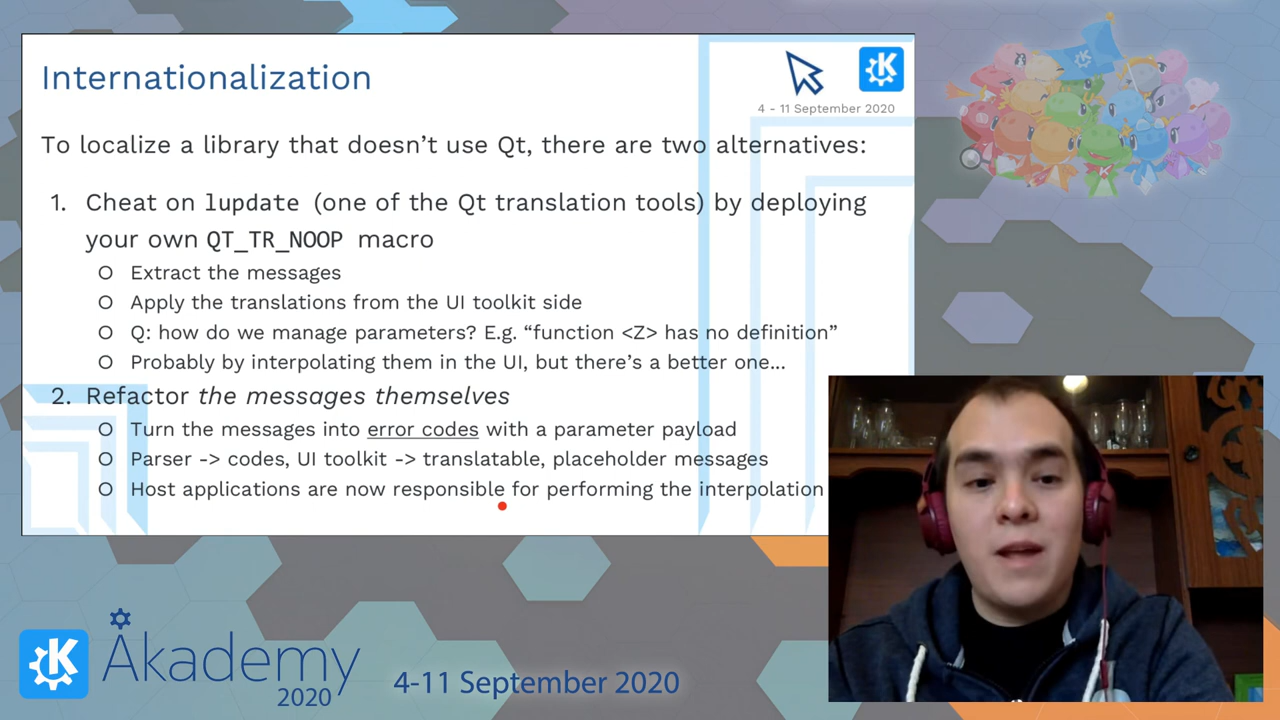 Internationalization
4 - 11 September 2020
To localize a library that doesn’t use Qt, there are two alternatives:
1. Cheat on lupdate (one of the Qt translation tools) by deploying
your own QT_TR_NOOP macro
O Extract the messages
O Apply the translations from the UI toolkit side
O Q: how do we manage parameters? E.g. “function <Z> has no definition”
O Probably by interpolating them in the UI, but there’s a better one...
2. Refactor the messages themselves
O Turn the messages into error codes with a parameter payload
O Parser -> codes, UI toolkit -> translatable, placeholder messages
O Host applications are now responsible for performing the interpolation
Akademy
2020
4-11 September 2020